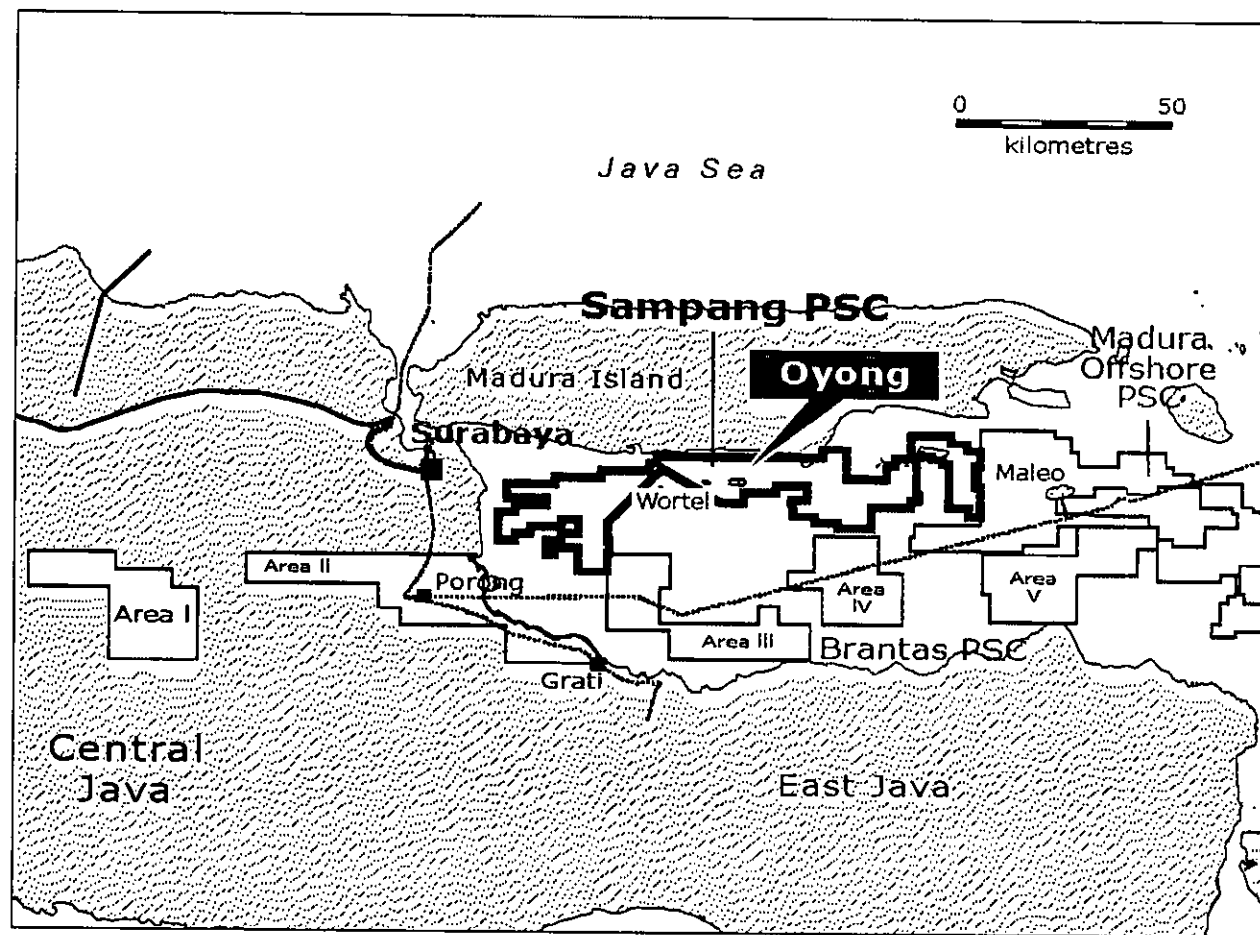 0 50
kilometres
Java Sea
Sampang PSC
Madura
Offshore
PSC
Madura Island
Oyong
Surabaya
Maleo
Wortel
Area II
Porong
Area I
Area
IV
Area
V
Area III
Brantas PSC
Grati
Central
Java
East Java